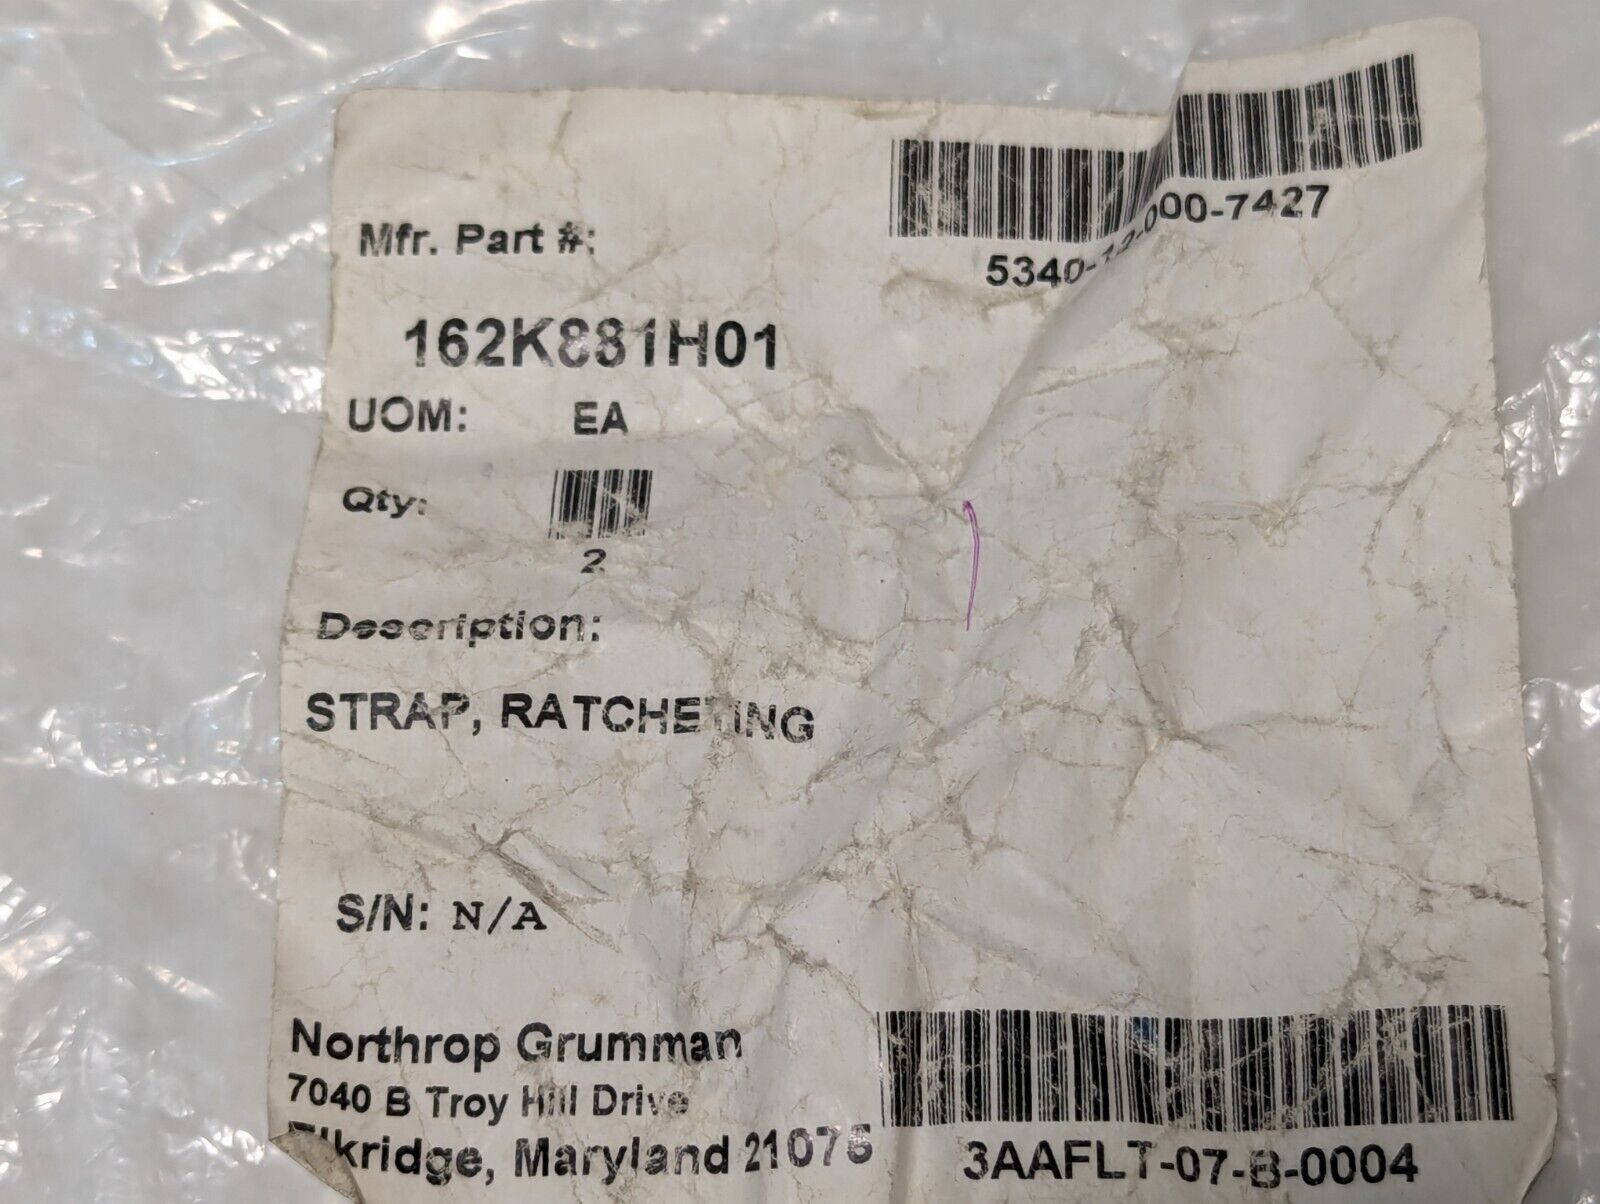 5340- -000-7427
Mfr. Part #:
162K881H01
UOM: EA
Qty:
2
Description:
STRAP, RATCHETING
S/N: N/A
Northrop Grumman
7040 B Troy Hill Drive
Elkridge, Maryland 21075
3AAFLT-07-B-0004